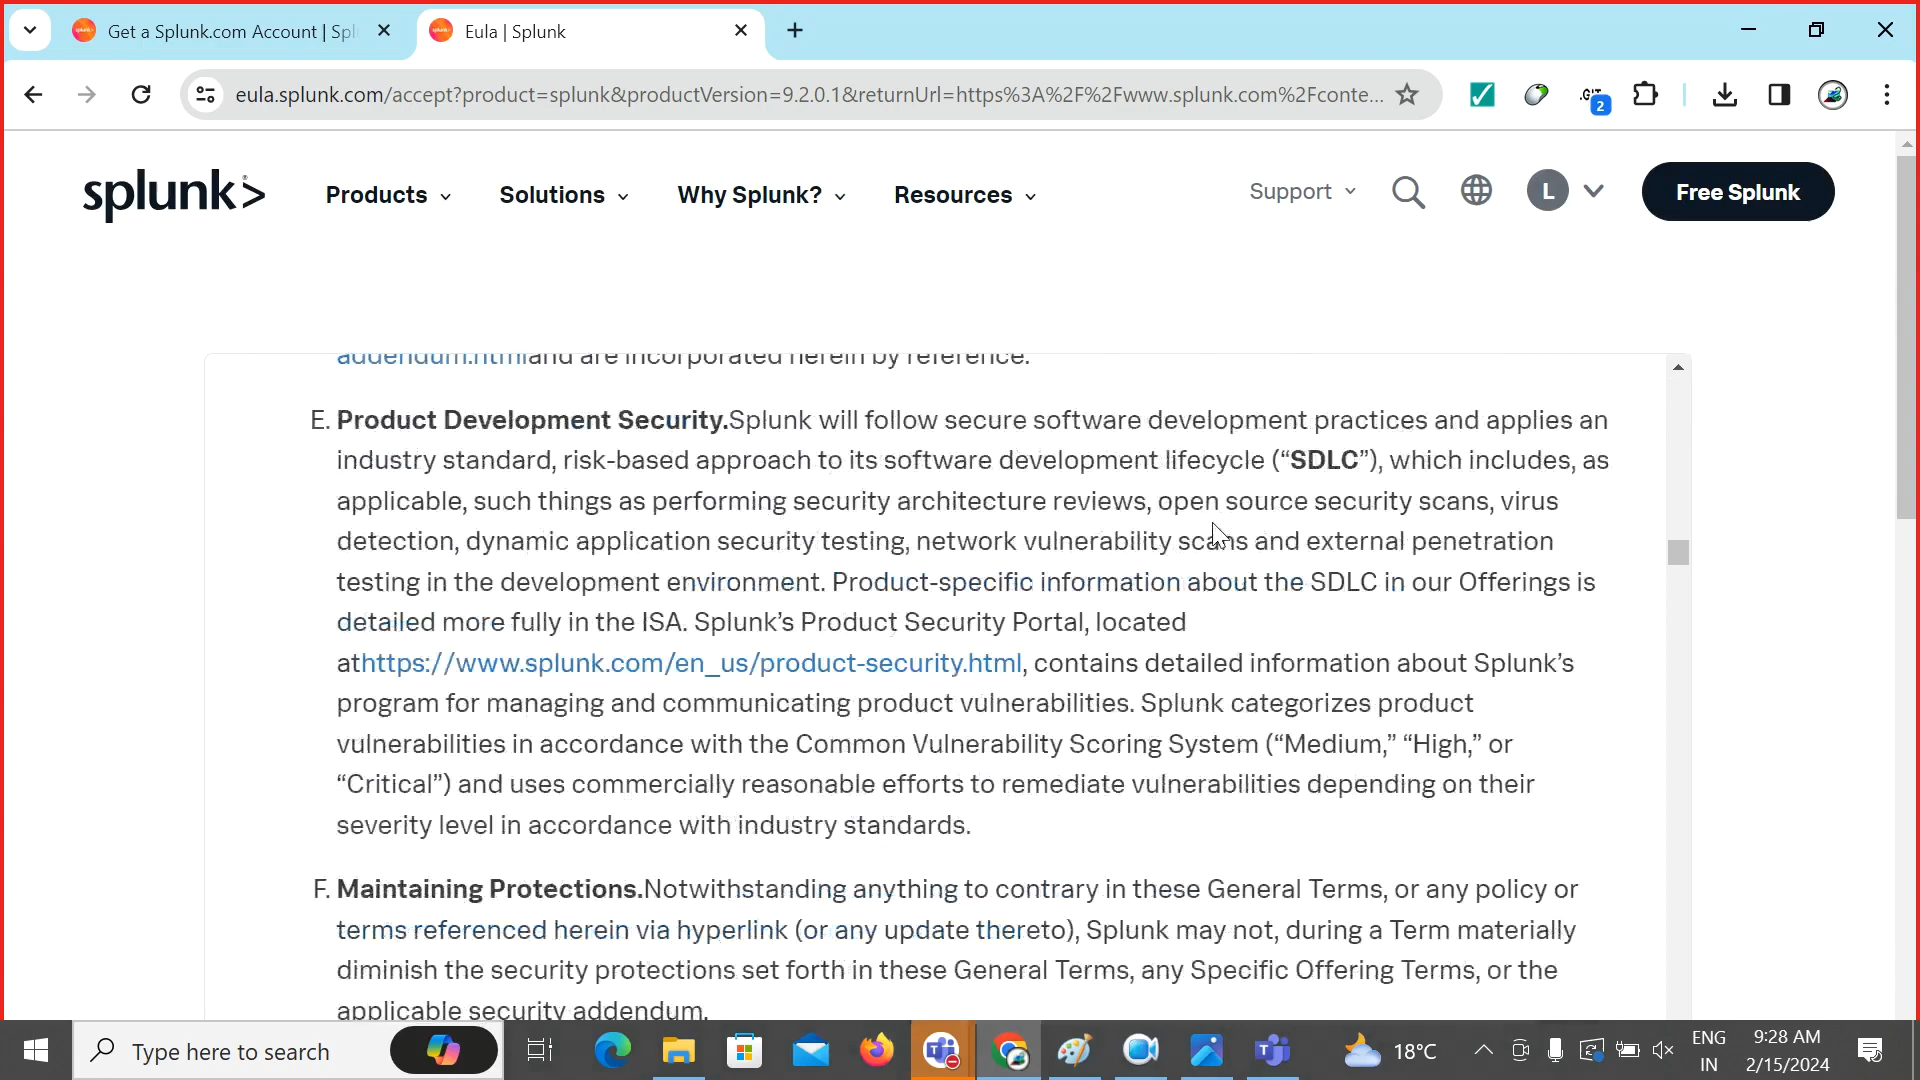 Get a Splunk.com Account | Spl
Eula | Splunk
eula.splunk.com/accept?product=splunk&productVersion=9.2.0.1&returnUrl=https%3A%2F%2Fwww.splunk.com%2Fconte...
GIT
2
splunk>
Products
Solutions
Why Splunk?
Resources
Support
L
Free Splunk
addendum.htmland are incorporated herein by reference.
E. Product Development Security.Splunk will follow secure software development practices and applies an
industry standard, risk-based approach to its software development lifecycle (“SDLC”), which includes, as
applicable, such things as performing security architecture reviews, open source security scans, virus
detection, dynamic application security testing, network vulnerability scans and external penetration
testing in the development environment. Product-specific information about the SDLC in our Offerings is
detailed more fully in the ISA. Splunk’s Product Security Portal, located
athttps://www.splunk.com/en_us/product-security.html, contains detailed information about Splunk’s
program for managing and communicating product vulnerabilities. Splunk categorizes product
vulnerabilities in accordance with the Common Vulnerability Scoring System (“Medium,” “High,” or
“Critical”) and uses commercially reasonable efforts to remediate vulnerabilities depending on their
severity level in accordance with industry standards.
F. Maintaining Protections.Notwithstanding anything to contrary in these General Terms, or any policy or
terms referenced herein via hyperlink (or any update thereto), Splunk may not, during a Term materially
diminish the security protections set forth in these General Terms, any Specific Offering Terms, or the
applicable security addendum.
Type here to search
18°C
ENG
IN
9:28 AM
2/15/2024